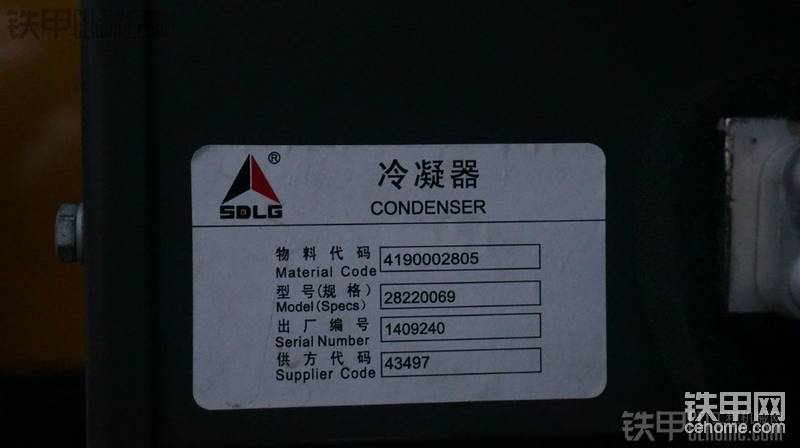 铁甲
SDLG ®
冷凝器
CONDENSER
物料代码
Material Code 4190002805
型号(规格)
Model(Specs) 28220069
出厂编号
Serial Number 1409240
供方代码
Supplier Code 43497
铁甲网
cehome.com